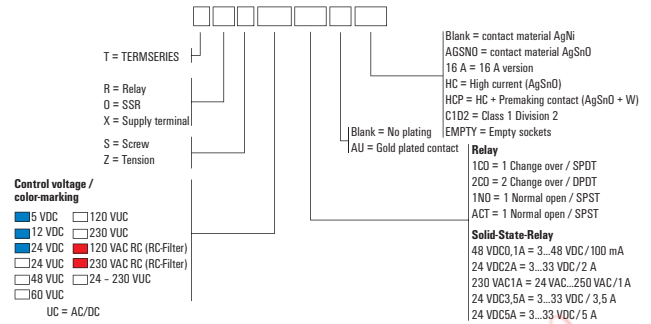 T = TERMSERIES
R = Relay
O = SSR
X = Supply terminal
S = Screw
Z = Tension
Control voltage /
color-marking
5 VDC 120 VUC
12 VDC 230 VUC
24 VDC 120 VAC RC (RC-Filter)
24 VUC 230 VAC RC (RC-Filter)
48 VUC 24 – 230 VUC
60 VUC
UC = AC/DC
Blank = No plating
AU = Gold plated contact
Blank = contact material AgNi
AGSNO = contact material AgSnO
16 A = 16 A version
HC = High current (AgSnO)
HCP = HC + Premaking contact (AgSnO + W)
C1D2 = Class 1 Division 2
EMPTY = Empty sockets
Relay
1CO = 1 Change over / SPDT
2CO = 2 Change over / DPDT
1NO = 1 Normal open / SPST
ACT = 1 Normal open / SPST
Solid-State-Relay
48 VDC0,1A = 3...48 VDC/100 mA
24 VDC2A = 3...33 VDC/2 A
230 VAC1A = 24 VAC...250 VAC/1A
24 VDC3,5A = 3...33 VDC / 3,5 A
24 VDC5A = 3...33 VDC/5 A